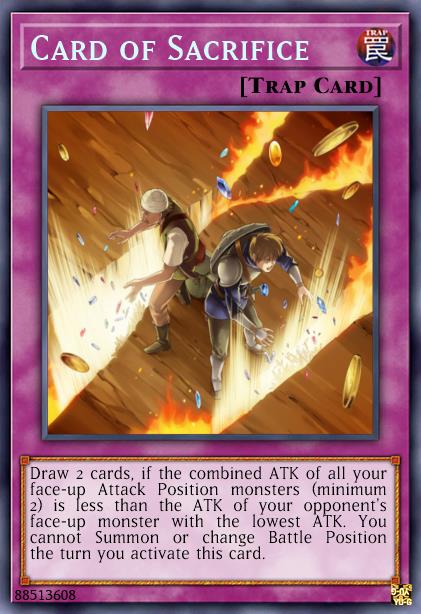 Card of Sacrifice
TRAP
罠
[Trap Card]
Draw 2 cards, if the combined ATK of all your
face-up Attack Position monsters (minimum
2) is less than the ATK of your opponent's
face-up monster with the lowest ATK. You
cannot Summon or change Battle Position
the turn you activate this card.
88513608